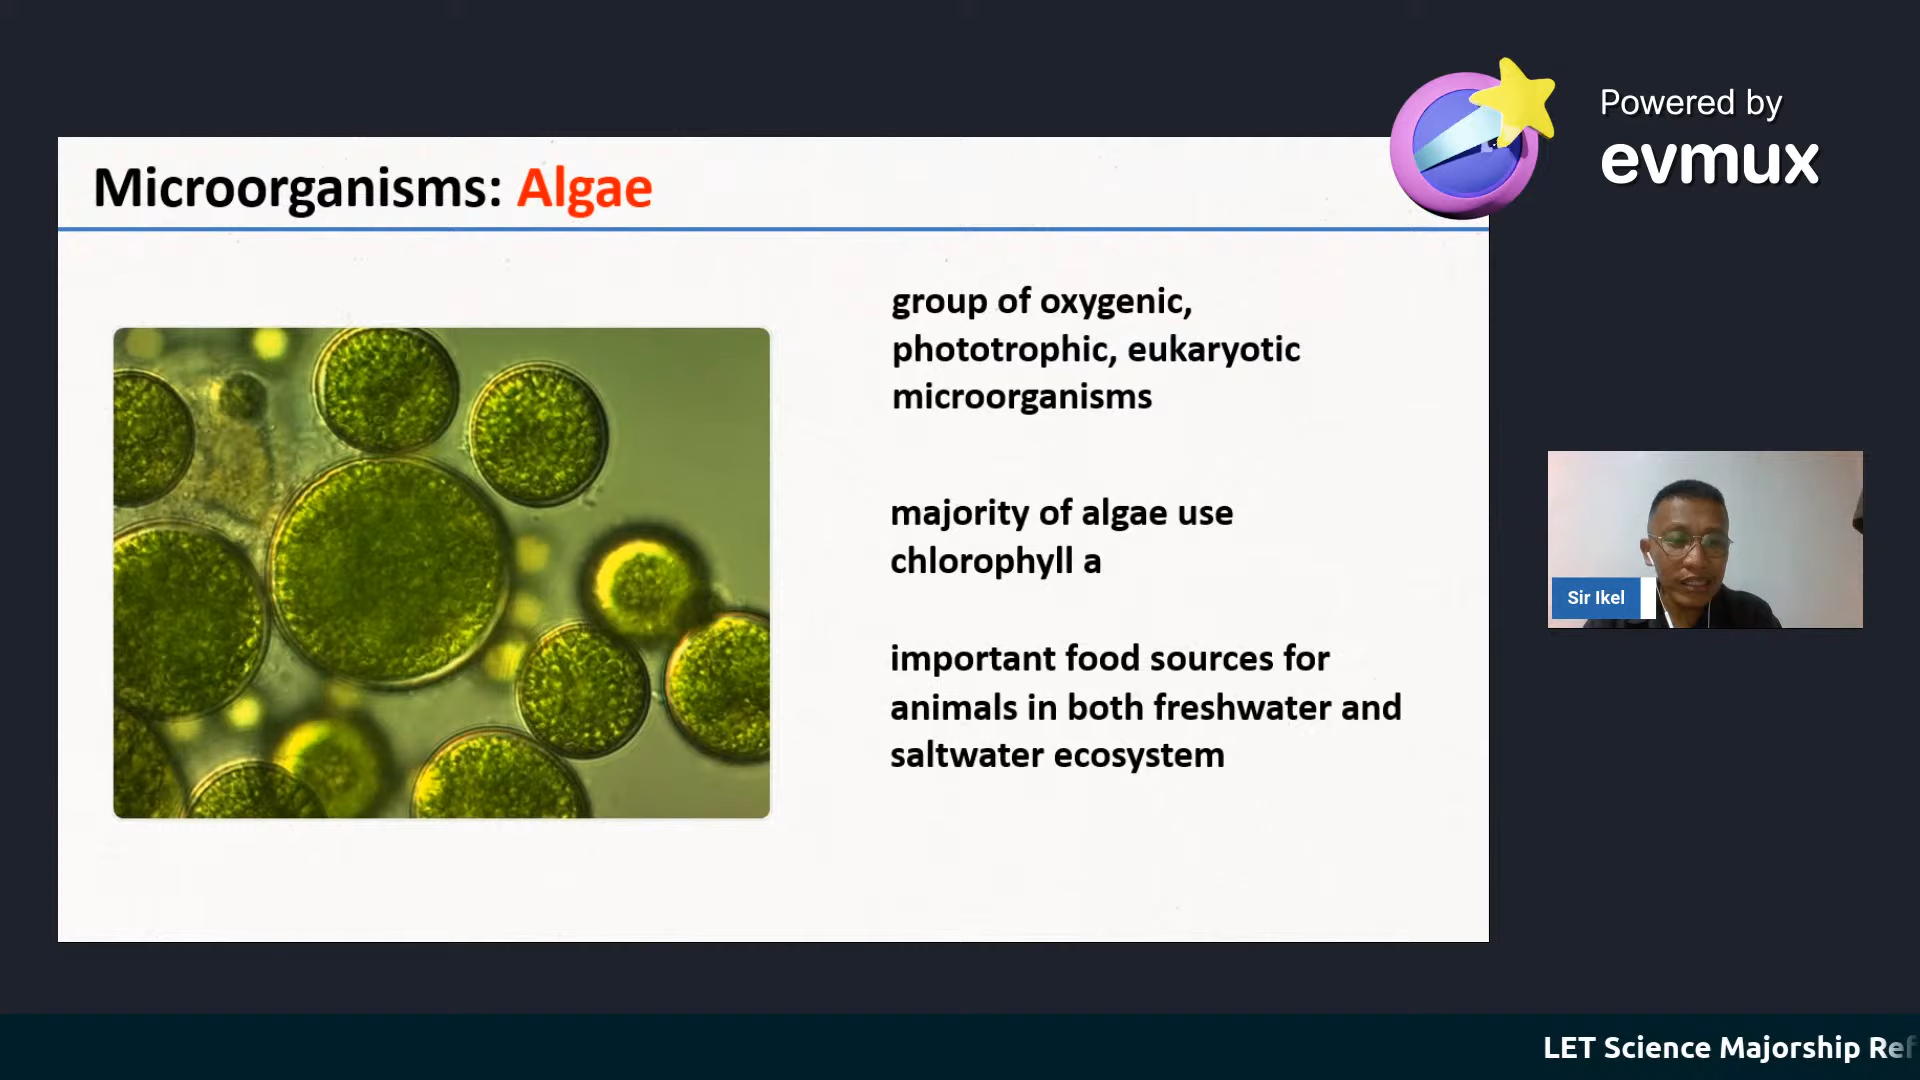 Powered by
evmux
Microorganisms: Algae
group of oxygenic,
phototrophic, eukaryotic
microorganisms
majority of algae use
chlorophyll a
important food sources for
animals in both freshwater and
saltwater ecosystem
Sir Ikel
LET Science Majorship Ref